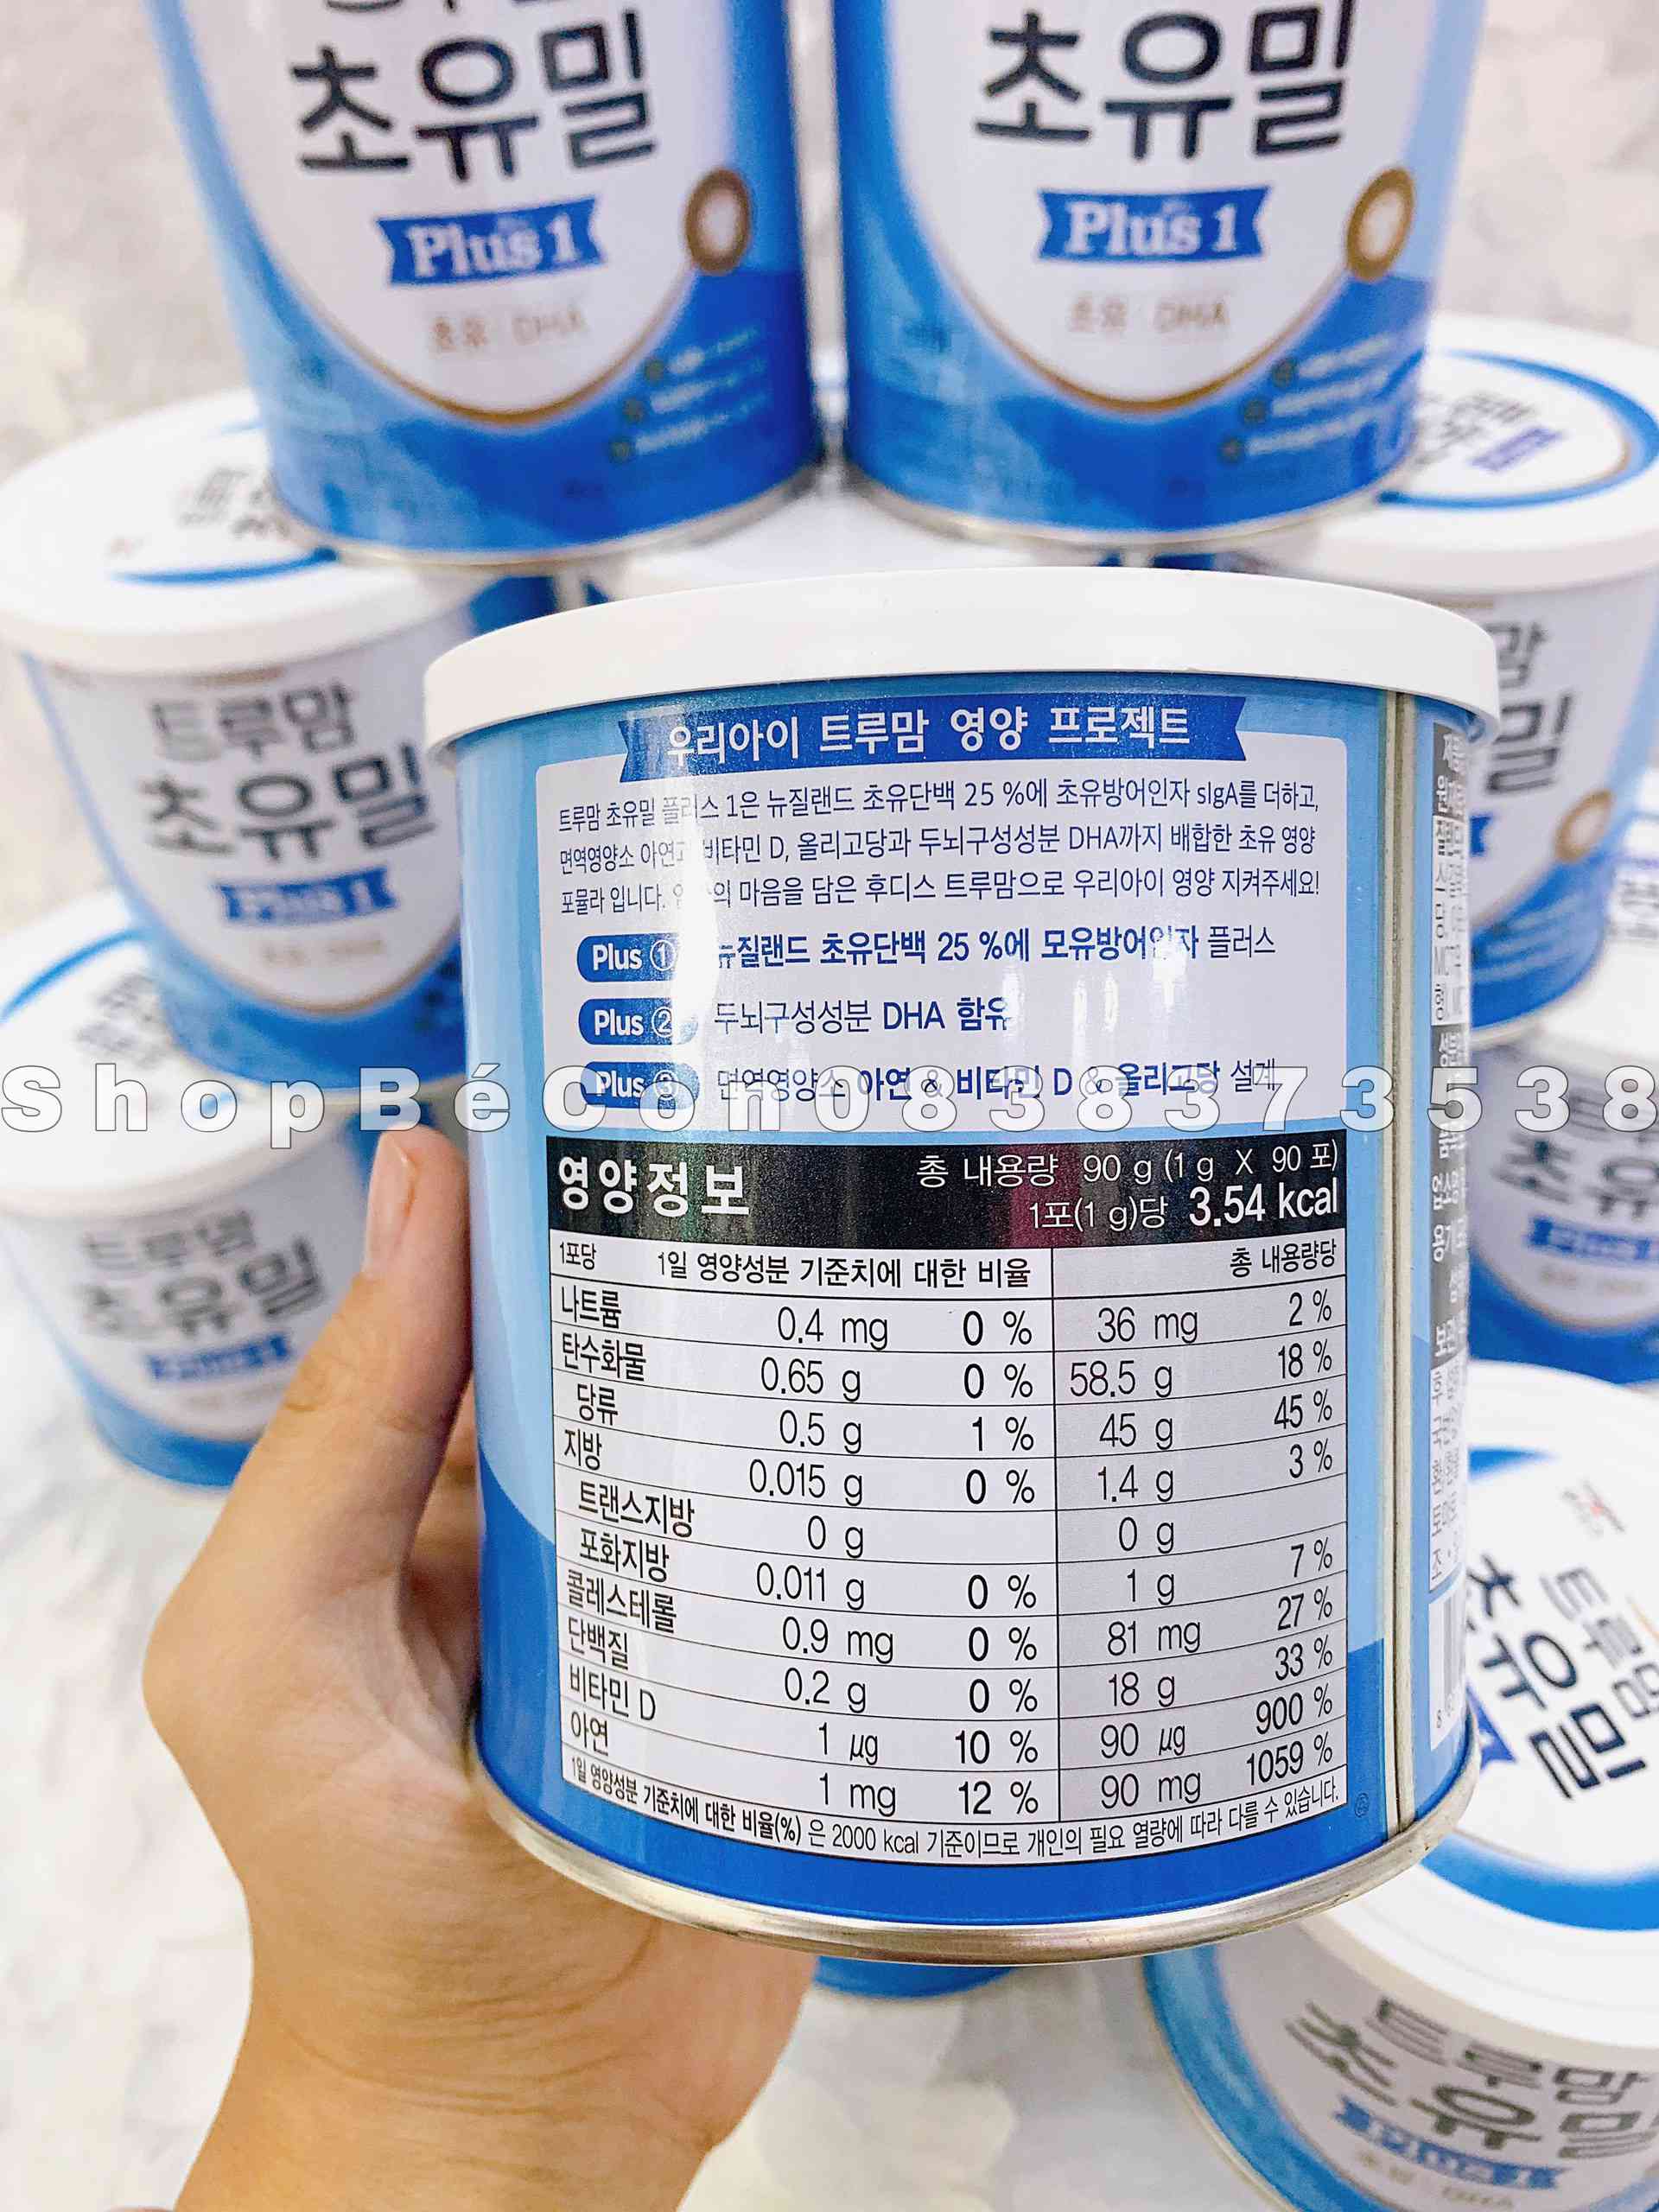 초유밀
Plus 1
초유 DHA
초유밀
Plus 1
초유 DHA
트루맘
초유밀
Plus 1
트루맘
초유밀
우리아이 트루맘 영양 프로젝트
트루맘 초유밀 플러스 1은 뉴질랜드 초유단백 25 %에 초유방어인자 sIgA를 더하고,
면역영양소 아연과 비타민 D, 올리고당과 두뇌구성성분 DHA까지 배합한 초유 영양
포뮬라 입니다. 의 마음을 담은 후디스 트루맘으로 우리아이 영양 지켜주세요!
Plus ① 뉴질랜드 초유단백 25 %에 모유방어인자 플러스
Plus ② 두뇌구성성분 DHA 함유
Plus ③ 면역영양소 아연 & 비타민 D & 올리고당 설계
ShopBéCon0838373538
영양정보
총 내용량 90 g (1 g X 90 포)
1포(1 g)당 3.54 kcal
1포당 1일 영양성분 기준치에 대한 비율 총 내용량당
나트륨 0.4 mg 0 % 36 mg 2 %
탄수화물 0.65 g 0 % 58.5 g 18 %
당류 0.5 g 1 % 45 g 45 %
지방 0.015 g 0 % 1.4 g 3 %
트랜스지방 0 g 0 g
포화지방 0.011 g 0 % 1 g 7 %
콜레스테롤 0.9 mg 0 % 81 mg 27 %
단백질 0.2 g 0 % 18 g 33 %
비타민 D 1 μg 10 % 90 μg 900 %
아연 1 mg 12 % 90 mg 1059 %
1일 영양성분 기준치에 대한 비율(%) 은 2000 kcal 기준이므로 개인의 필요 열량에 따라 다를 수 있습니다.
트루맘
초유밀
트루맘
초유밀